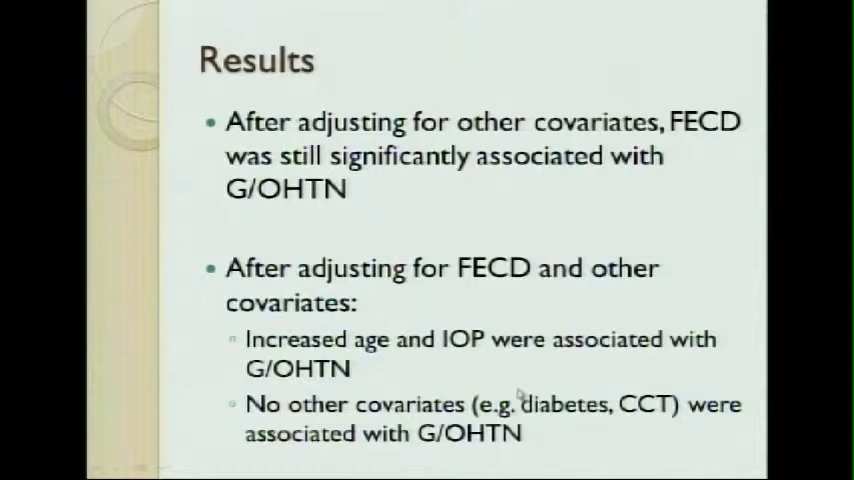 Results
• After adjusting for other covariates, FECD
was still significantly associated with
G/OHTN
• After adjusting for FECD and other
covariates:
▫ Increased age and IOP were associated with
G/OHTN
▫ No other covariates (e.g. diabetes, CCT) were
associated with G/OHTN